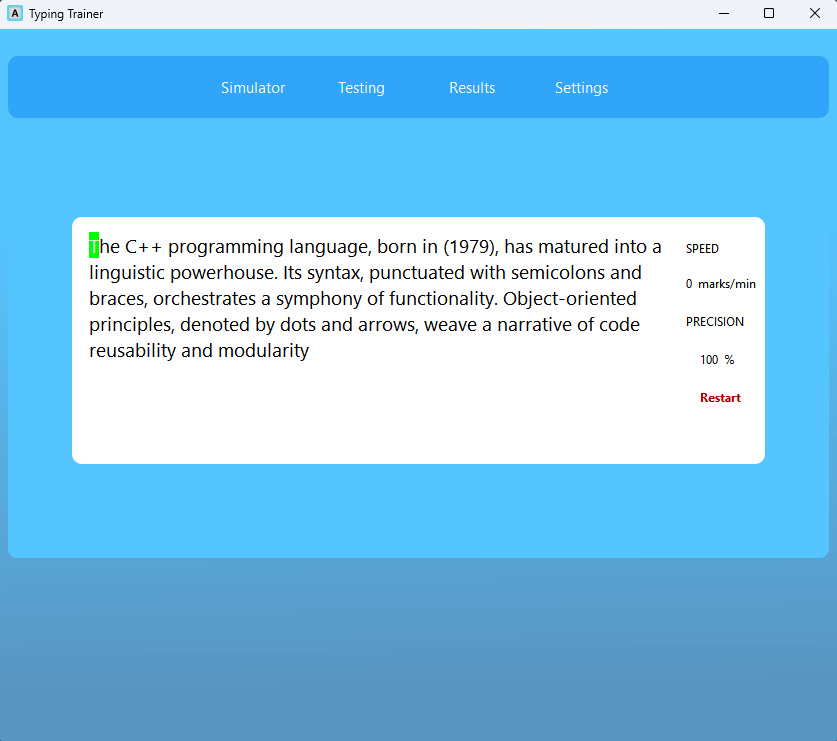 A Typing Trainer
Simulator Testing Results Settings
The C++ programming language, born in (1979), has matured into a
linguistic powerhouse. Its syntax, punctuated with semicolons and
braces, orchestrates a symphony of functionality. Object-oriented
principles, denoted by dots and arrows, weave a narrative of code
reusability and modularity
SPEED
0 marks/min
PRECISION
100 %
Restart